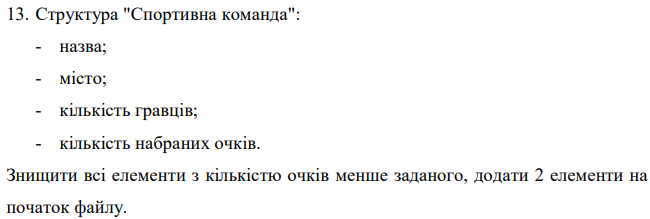 13. Структура "Спортивна команда":
- назва;
- місто;
- кількість гравців;
- кількість набраних очків.
Знищити всі елементи з кількістю очків менше заданого, додати 2 елементи на
початок файлу.